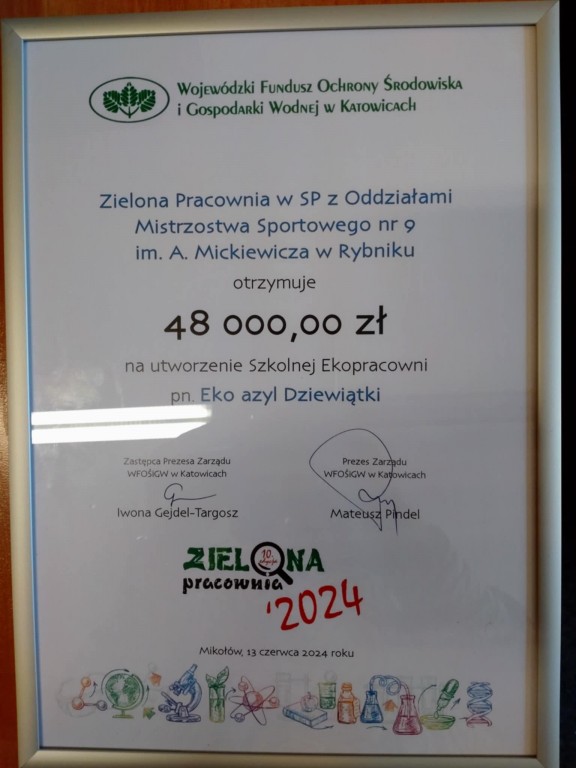 Wojewódzki Fundusz Ochrony Środowiska
i Gospodarki Wodnej w Katowicach
Zielona Pracownia w SP z Oddziałami
Mistrzostwa Sportowego nr 9
im. A. Mickiewicza w Rybniku
otrzymuje
48 000,00 zł
na utworzenie Szkolnej Ekopracowni
pn. Eko azyl Dziewiątki
Zastępca Prezesa Zarządu
WFOŚiGW w Katowicach
Iwona Gejdel-Targosz
Prezes Zarządu
WFOŚiGW w Katowicach
Mateusz Pindel
ZIELONA
10. edycja
pracownia
'2024
Mikołów, 13 czerwca 2024 roku